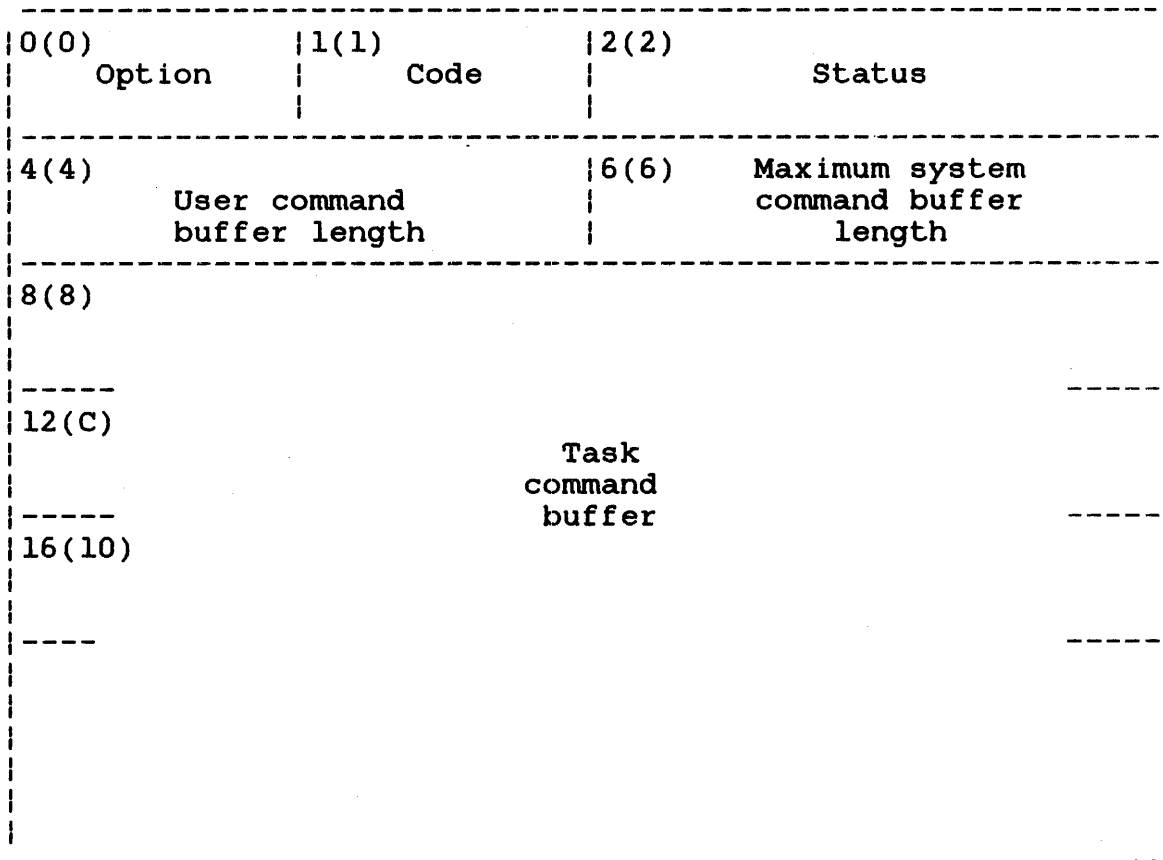 0(0) 1(1) 2(2)
Option Code Status
4(4) 6(6) Maximum system
User command command buffer
buffer length length
8(8)
12(C)
Task
command
buffer
16(10)